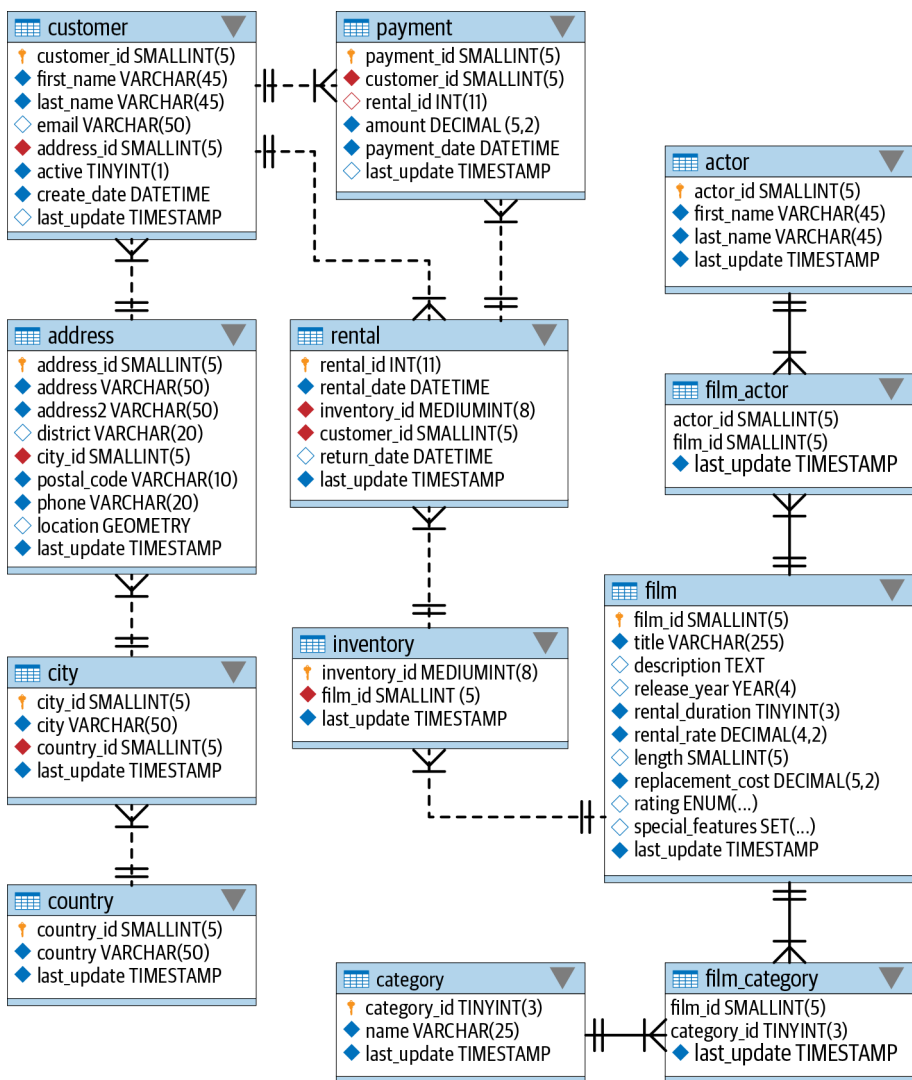 customer
customer_id SMALLINT(5)
first_name VARCHAR(45)
last_name VARCHAR(45)
email VARCHAR(50)
address_id SMALLINT(5)
active TINYINT(1)
create_date DATETIME
last_update TIMESTAMP
payment
payment_id SMALLINT(5)
customer_id SMALLINT(5)
rental_id INT(11)
amount DECIMAL (5,2)
payment_date DATETIME
last_update TIMESTAMP
actor
actor_id SMALLINT(5)
first_name VARCHAR(45)
last_name VARCHAR(45)
last_update TIMESTAMP
address
address_id SMALLINT(5)
address VARCHAR(50)
address2 VARCHAR(50)
district VARCHAR(20)
city_id SMALLINT(5)
postal_code VARCHAR(10)
phone VARCHAR(20)
location GEOMETRY
last_update TIMESTAMP
rental
rental_id INT(11)
rental_date DATETIME
inventory_id MEDIUMINT(8)
customer_id SMALLINT(5)
return_date DATETIME
last_update TIMESTAMP
film_actor
actor_id SMALLINT(5)
film_id SMALLINT(5)
last_update TIMESTAMP
film
film_id SMALLINT(5)
title VARCHAR(255)
description TEXT
release_year YEAR(4)
rental_duration TINYINT(3)
rental_rate DECIMAL(4,2)
length SMALLINT(5)
replacement_cost DECIMAL(5,2)
rating ENUM(...)
special_features SET(...)
last_update TIMESTAMP
inventory
inventory_id MEDIUMINT(8)
film_id SMALLINT (5)
last_update TIMESTAMP
city
city_id SMALLINT(5)
city VARCHAR(50)
country_id SMALLINT(5)
last_update TIMESTAMP
country
country_id SMALLINT(5)
country VARCHAR(50)
last_update TIMESTAMP
category
category_id TINYINT(3)
name VARCHAR(25)
last_update TIMESTAMP
film_category
film_id SMALLINT(5)
category_id TINYINT(3)
last_update TIMESTAMP